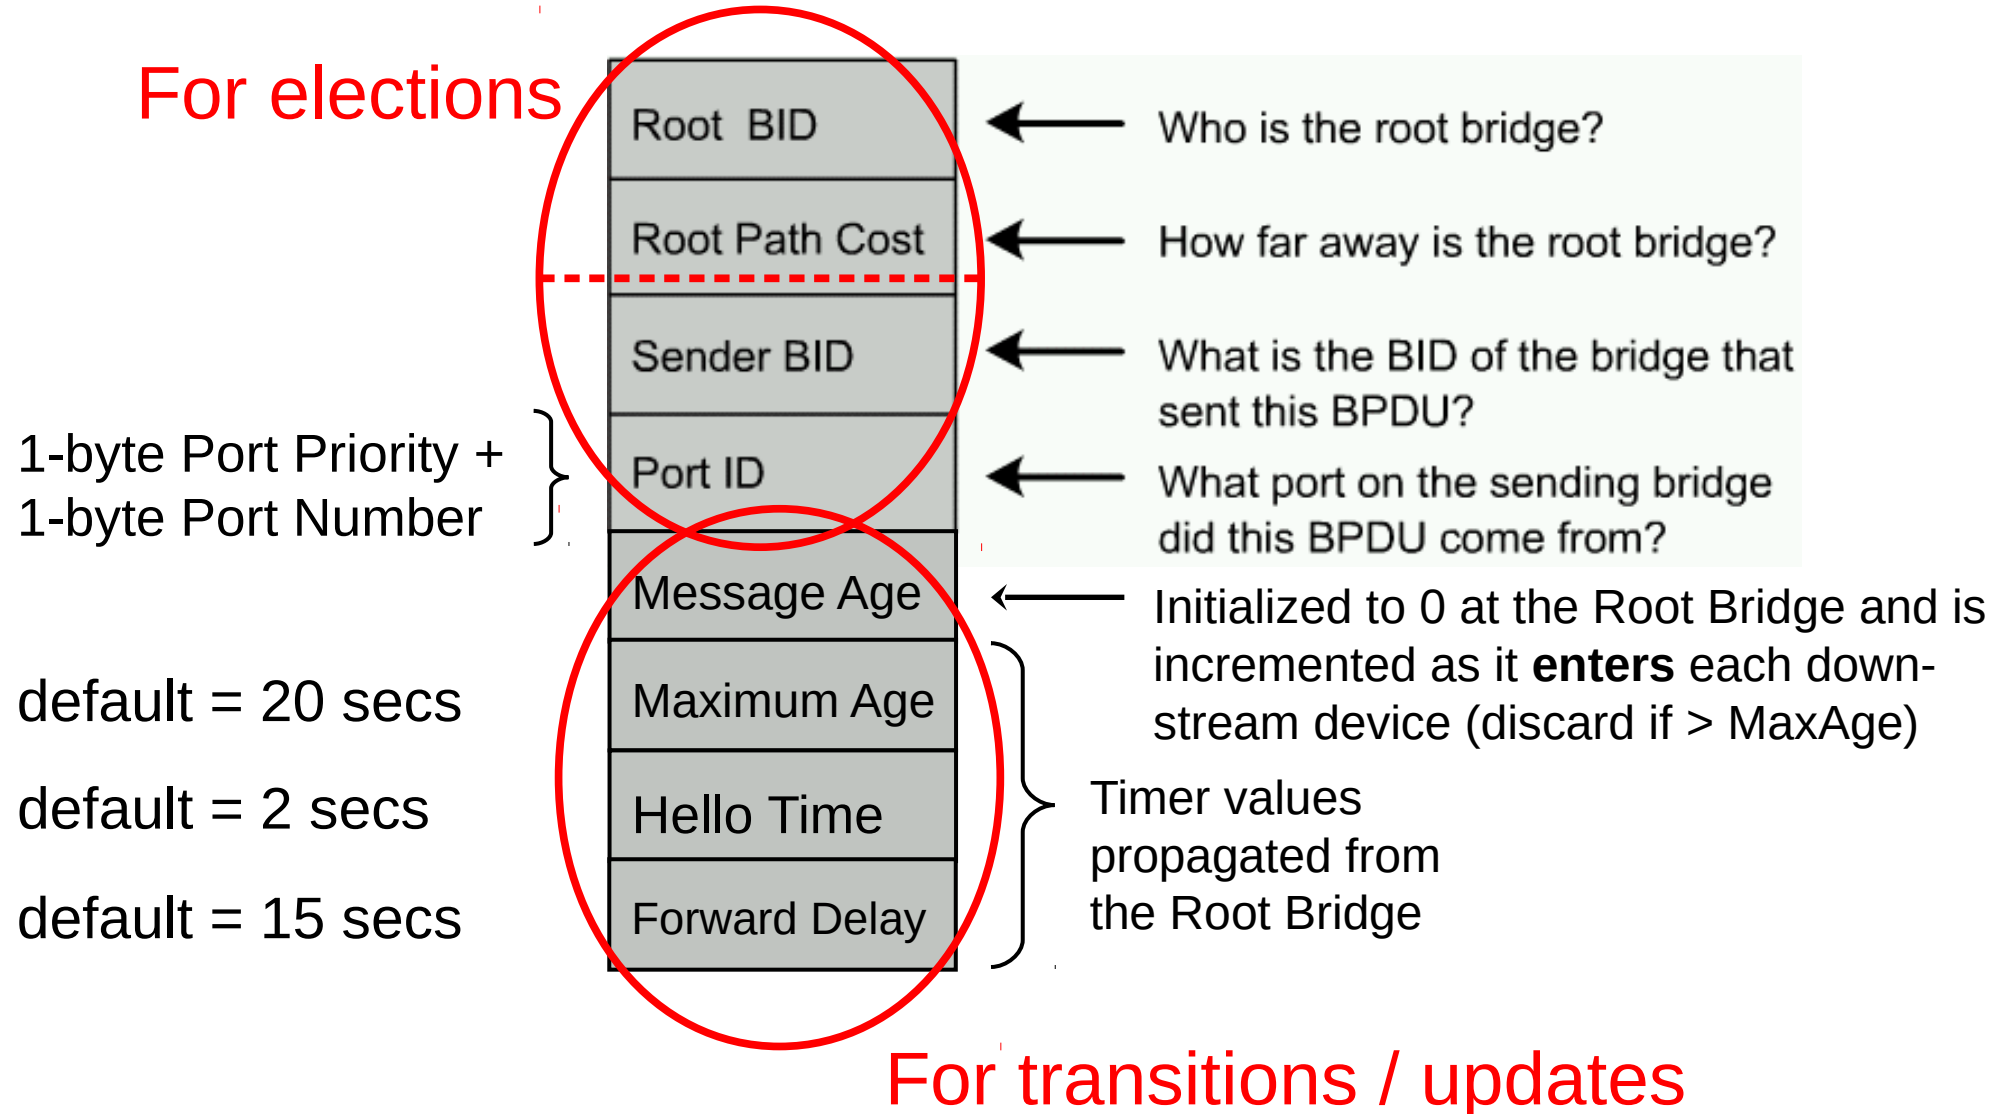 For elections
Root BID
Who is the root bridge?
Root Path Cost
How far away is the root bridge?
Sender BID
What is the BID of the bridge that
sent this BPDU?
1-byte Port Priority +
1-byte Port Number
Port ID
What port on the sending bridge
did this BPDU come from?
Message Age
Initialized to 0 at the Root Bridge and is
incremented as it enters each down-
stream device (discard if > MaxAge)
default = 20 secs
Maximum Age
default = 2 secs
Hello Time
Timer values
propagated from
the Root Bridge
default = 15 secs
Forward Delay
For transitions / updates